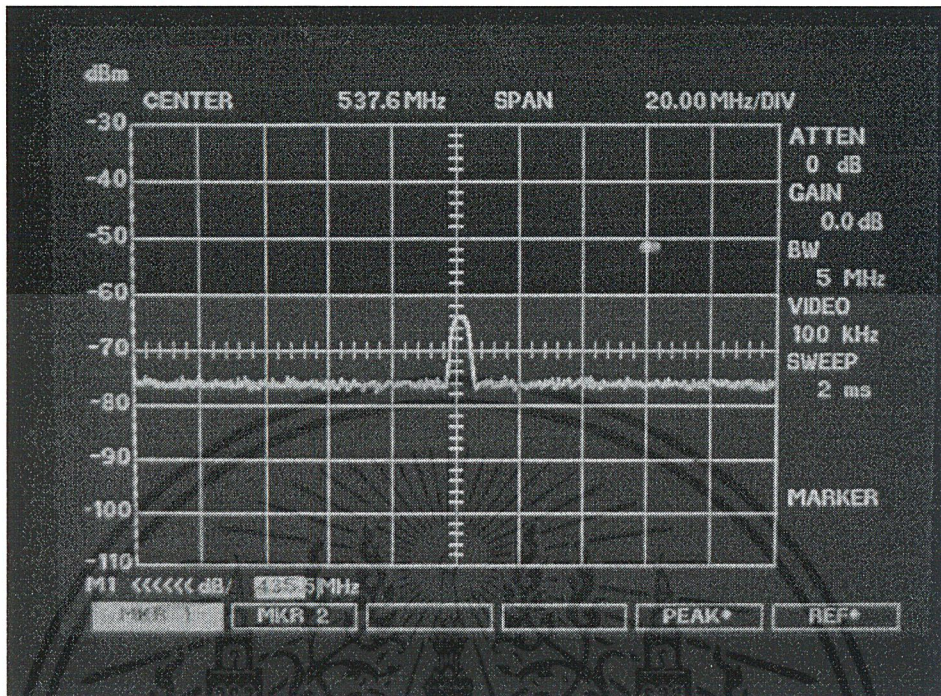 dBm
CENTER 537.6 MHz SPAN 20.00 MHz/DIV
-30
ATTEN
0 dB
-40
GAIN
0.0 dB
-50
BW
5 MHz
-60
VIDEO
100 kHz
-70
SWEEP
2 ms
-80
-90
MARKER
-100
-110
M1 <<<<<< dB/ MHz
MKR 1 MKR 2 PEAK REF